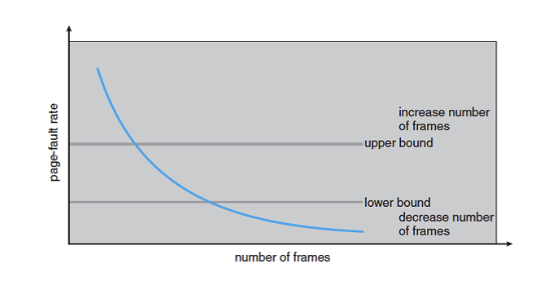 page-fault rate
increase number
of frames
upper bound
lower bound
decrease number
of frames
number of frames